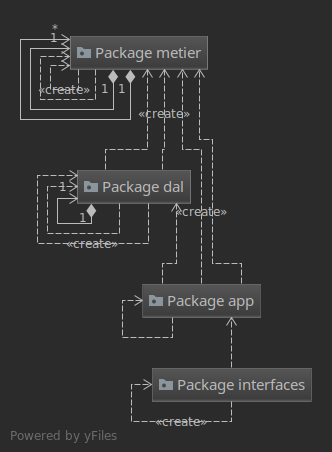 *
1
Package metier
«create»
1
1
«create»
Package dal
1
1
«create»
«create»
Package app
Package interfaces
«create»
Powered by yFiles